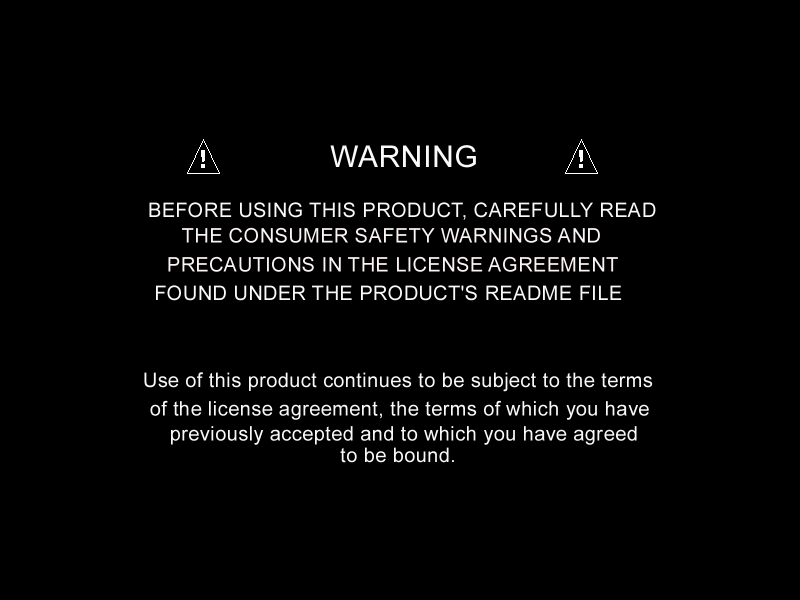 WARNING
BEFORE USING THIS PRODUCT, CAREFULLY READ
THE CONSUMER SAFETY WARNINGS AND
PRECAUTIONS IN THE LICENSE AGREEMENT
FOUND UNDER THE PRODUCT'S README FILE
Use of this product continues to be subject to the terms
of the license agreement, the terms of which you have
previously accepted and to which you have agreed
to be bound.